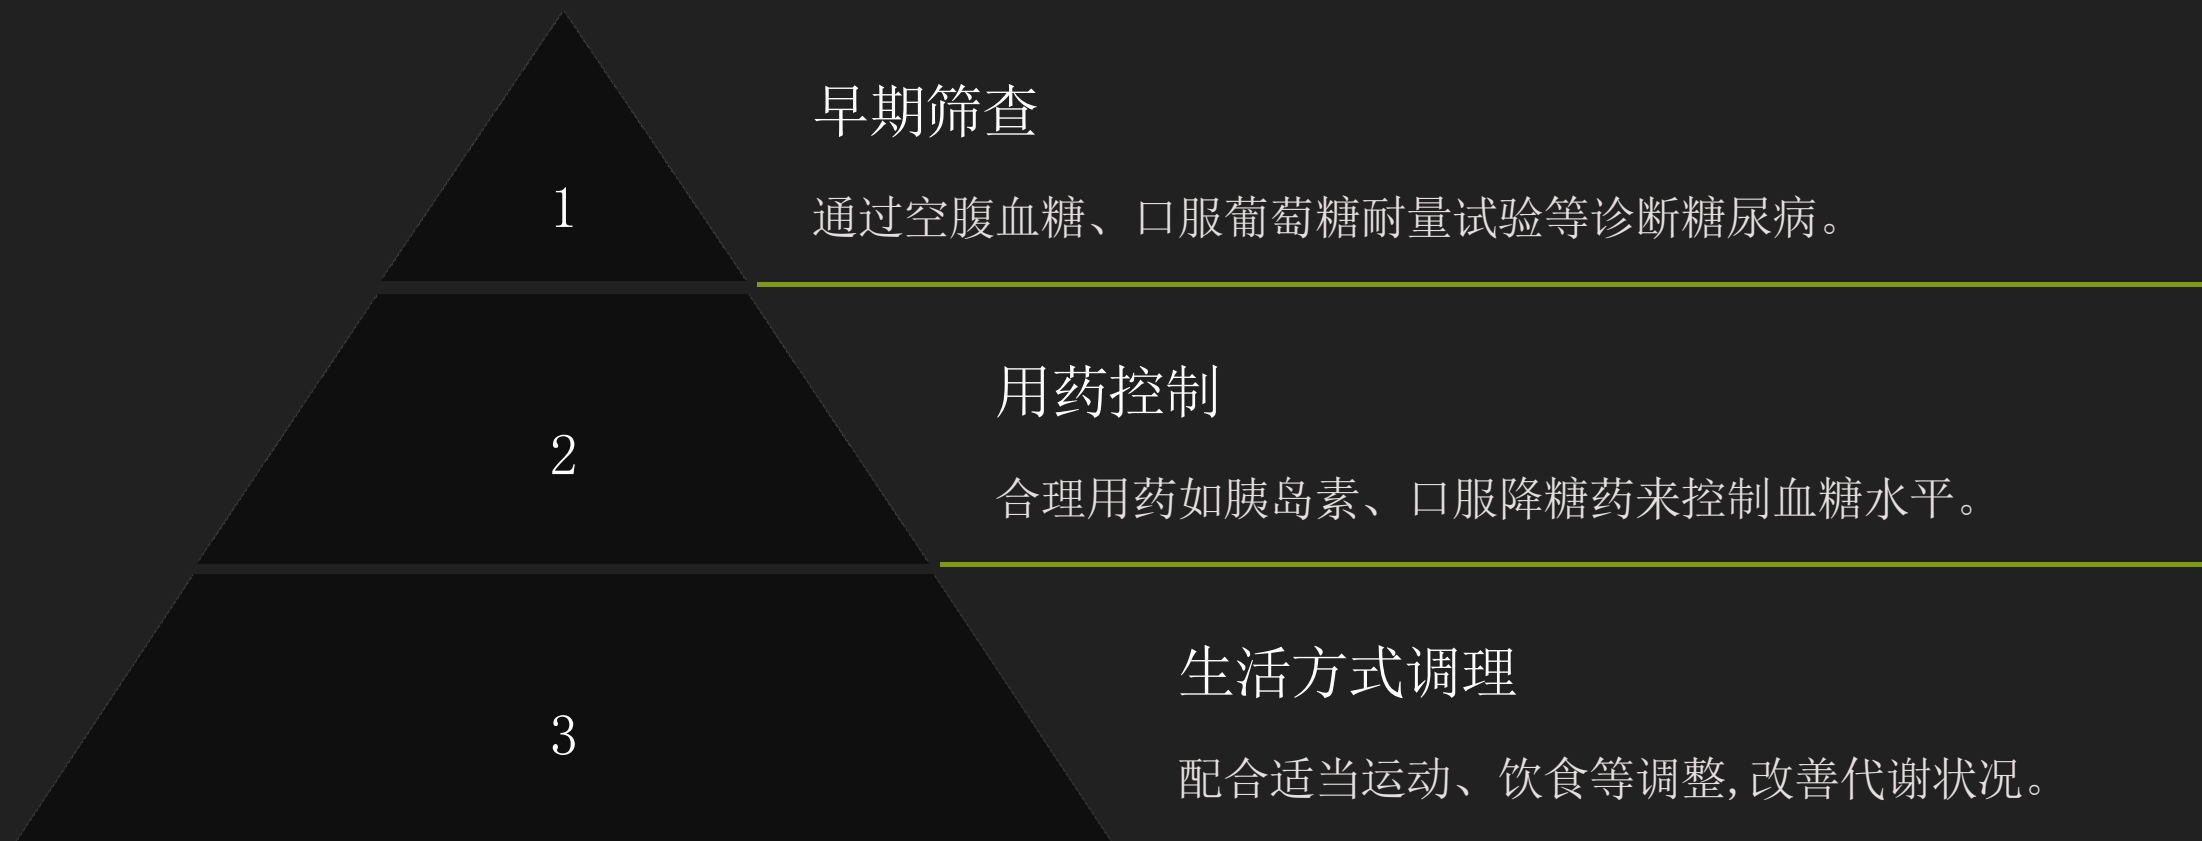 1
早期筛查
通过空腹血糖、口服葡萄糖耐量试验等诊断糖尿病。
2
用药控制
合理用药如胰岛素、口服降糖药来控制血糖水平。
3
生活方式调理
配合适当运动、饮食等调整,改善代谢状况。